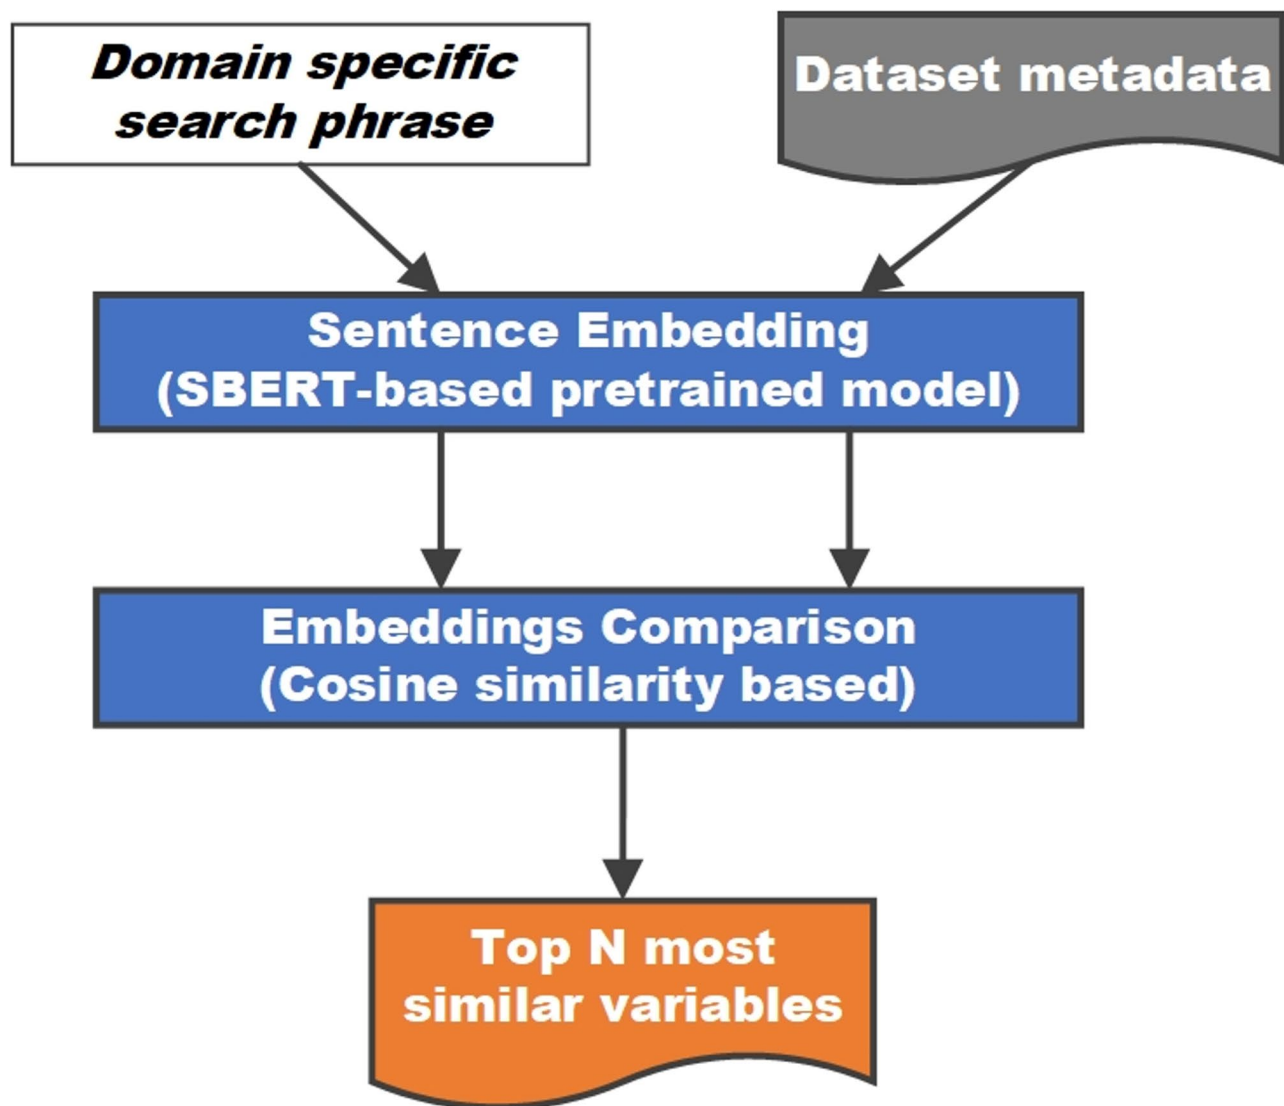 Domain specific
search phrase
Dataset metadata
Sentence Embedding
(SBERT-based pretrained model)
Embeddings Comparison
(Cosine similarity based)
Top N most
similar variables